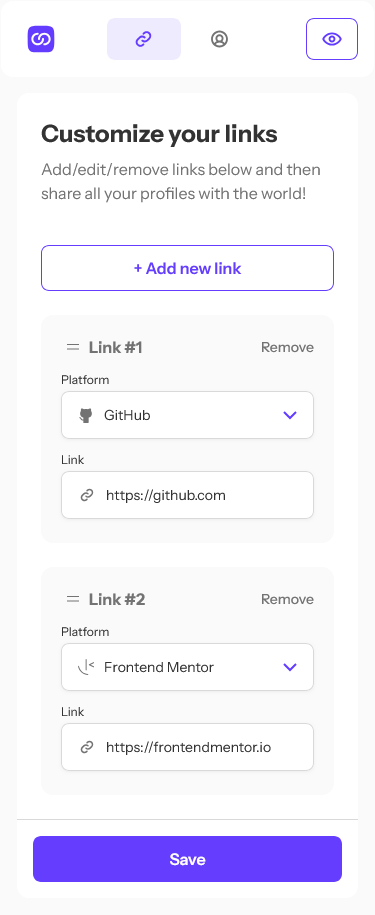 Customize your links
Add/edit/remove links below and then
share all your profiles with the world!
+ Add new link
Link #1
Remove
Platform
GitHub
Link
https://github.com
Link #2
Remove
Platform
Frontend Mentor
Link
https://frontendmentor.io
Save